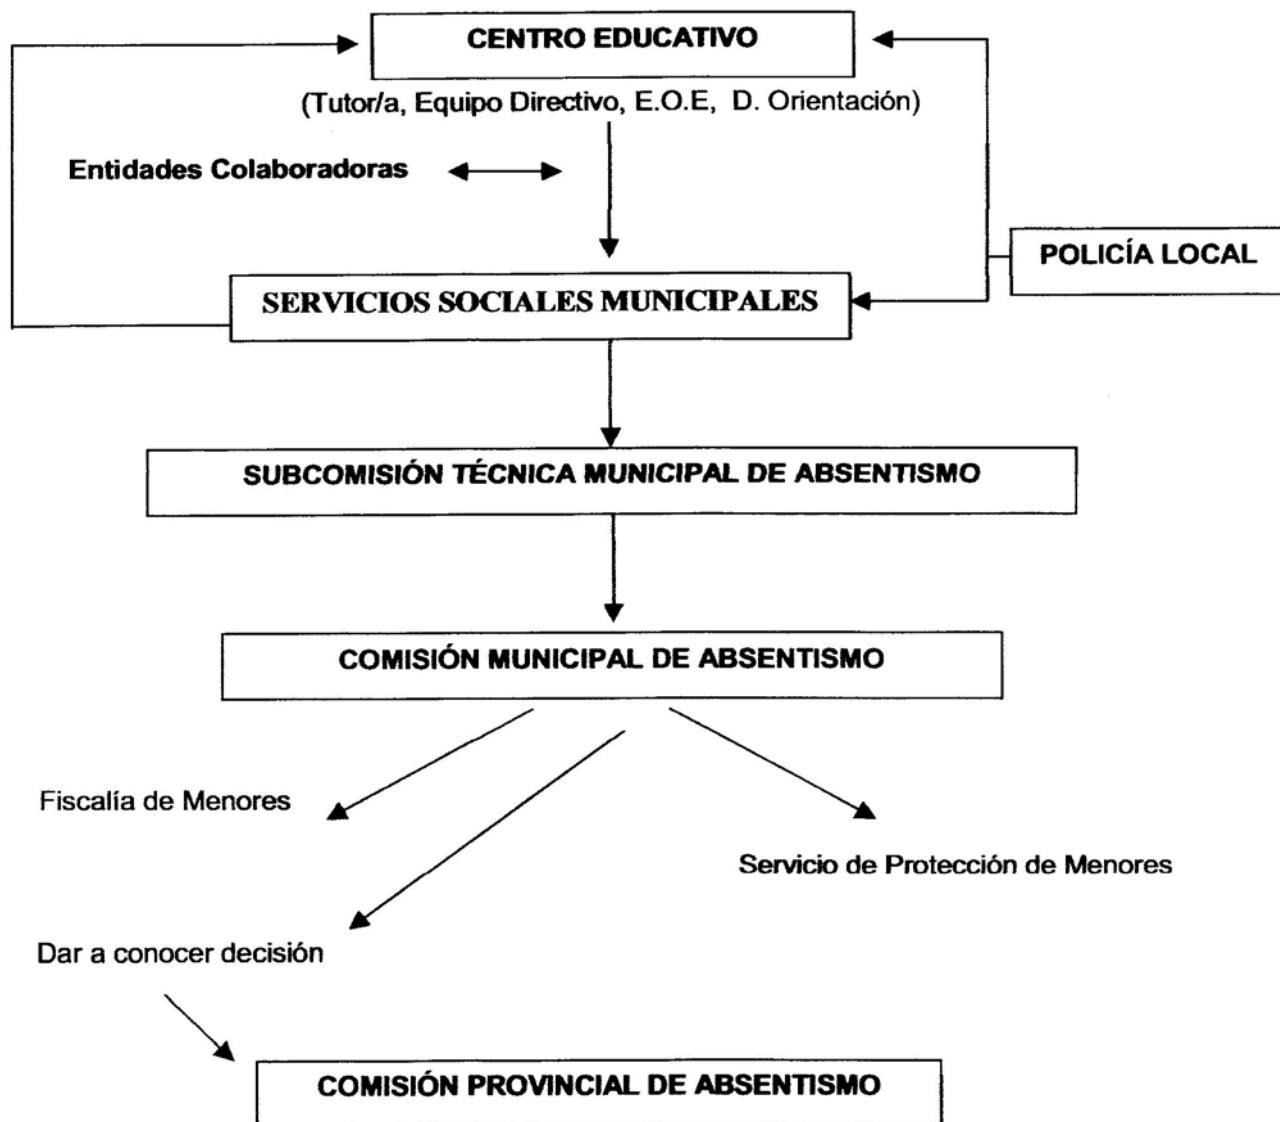 CENTRO EDUCATIVO
(Tutor/a, Equipo Directivo, E.O.E, D. Orientación)
Entidades Colaboradoras
POLICÍA LOCAL
SERVICIOS SOCIALES MUNICIPALES
SUBCOMISIÓN TÉCNICA MUNICIPAL DE ABSENTISMO
COMISIÓN MUNICIPAL DE ABSENTISMO
Fiscalía de Menores
Servicio de Protección de Menores
Dar a conocer decisión
COMISIÓN PROVINCIAL DE ABSENTISMO